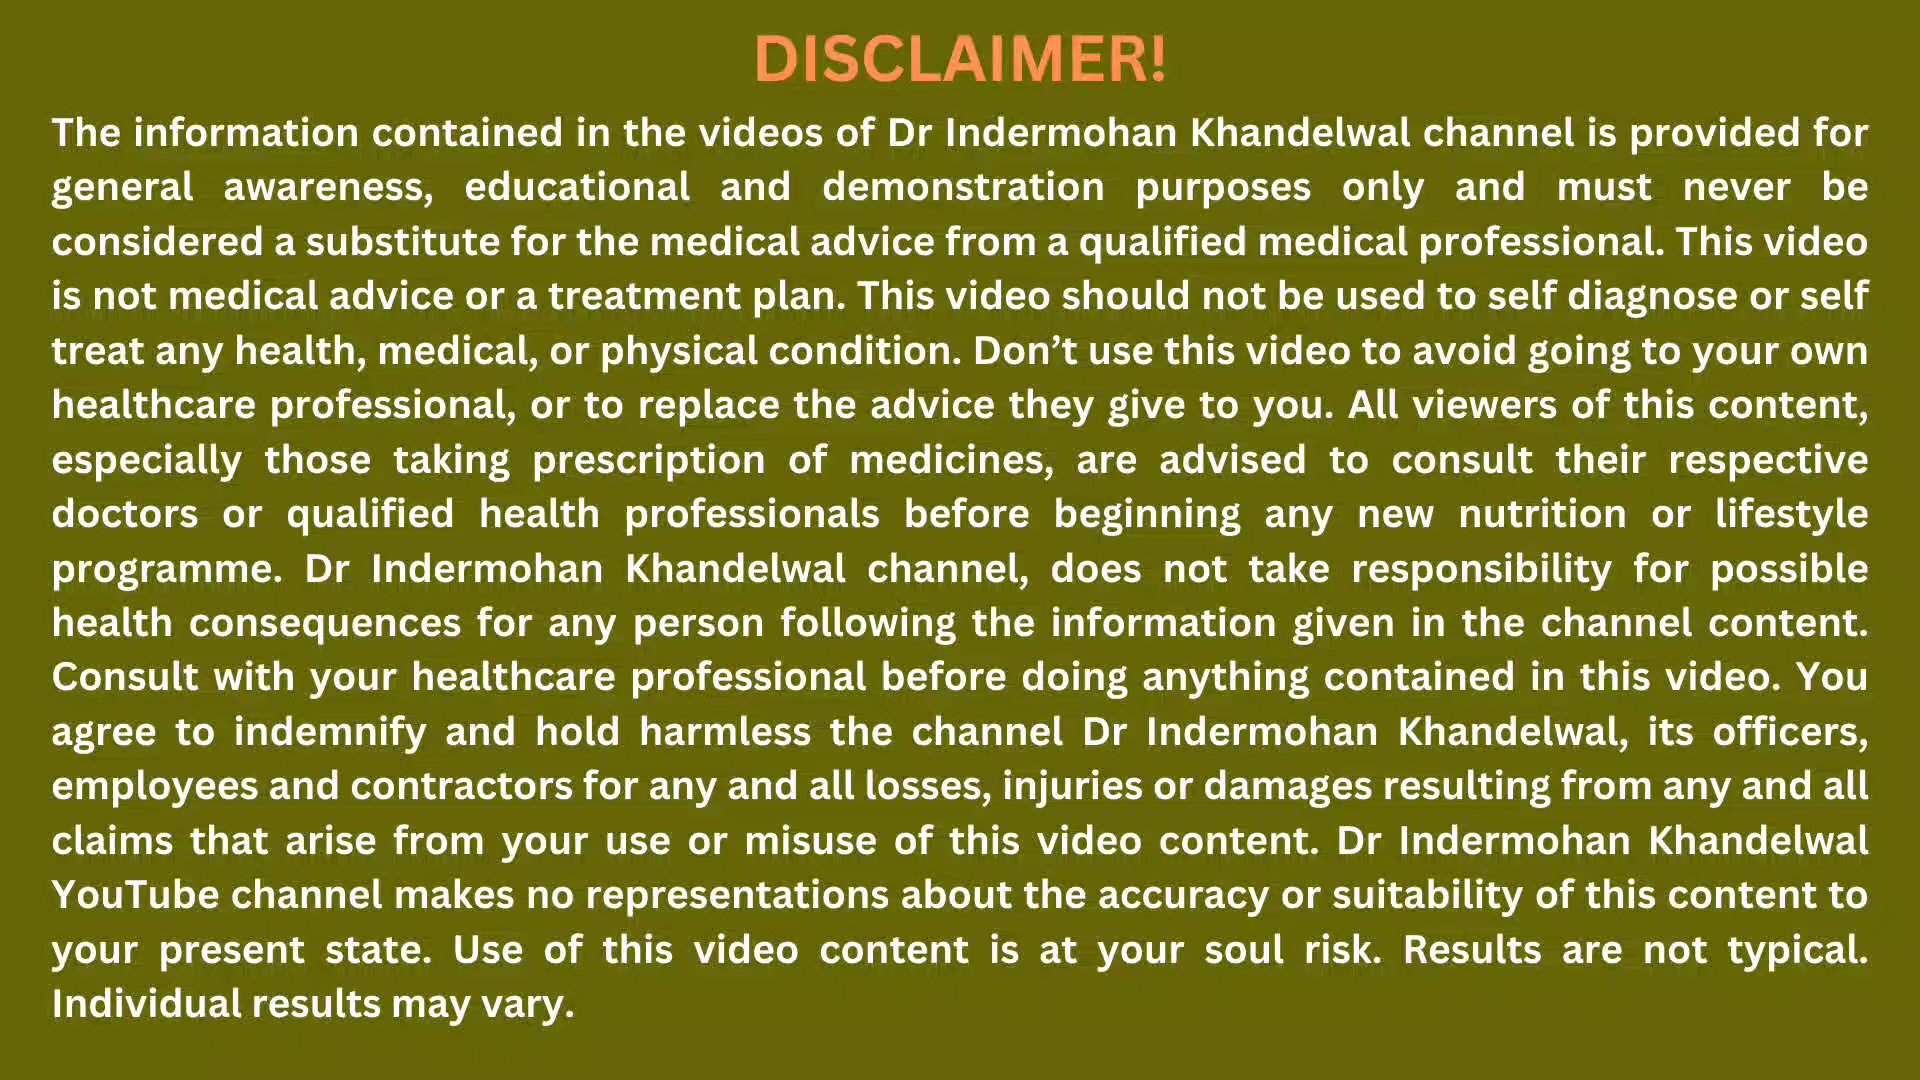 DISCLAIMER!
The information contained in the videos of Dr Indermohan Khandelwal channel is provided for
general awareness, educational and demonstration purposes only and must never be
considered a substitute for the medical advice from a qualified medical professional. This video
is not medical advice or a treatment plan. This video should not be used to self diagnose or self
treat any health, medical, or physical condition. Don’t use this video to avoid going to your own
healthcare professional, or to replace the advice they give to you. All viewers of this content,
especially those taking prescription of medicines, are advised to consult their respective
doctors or qualified health professionals before beginning any new nutrition or lifestyle
programme. Dr Indermohan Khandelwal channel, does not take responsibility for possible
health consequences for any person following the information given in the channel content.
Consult with your healthcare professional before doing anything contained in this video. You
agree to indemnify and hold harmless the channel Dr Indermohan Khandelwal, its officers,
employees and contractors for any and all losses, injuries or damages resulting from any and all
claims that arise from your use or misuse of this video content. Dr Indermohan Khandelwal
YouTube channel makes no representations about the accuracy or suitability of this content to
your present state. Use of this video content is at your soul risk. Results are not typical.
Individual results may vary.